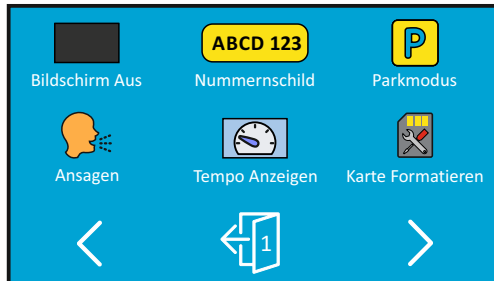 ABCD 123
P
Bildschirm Aus
Nummernschild
Parkmodus
Ansagen
Tempo Anzeigen
Karte Formatieren
1